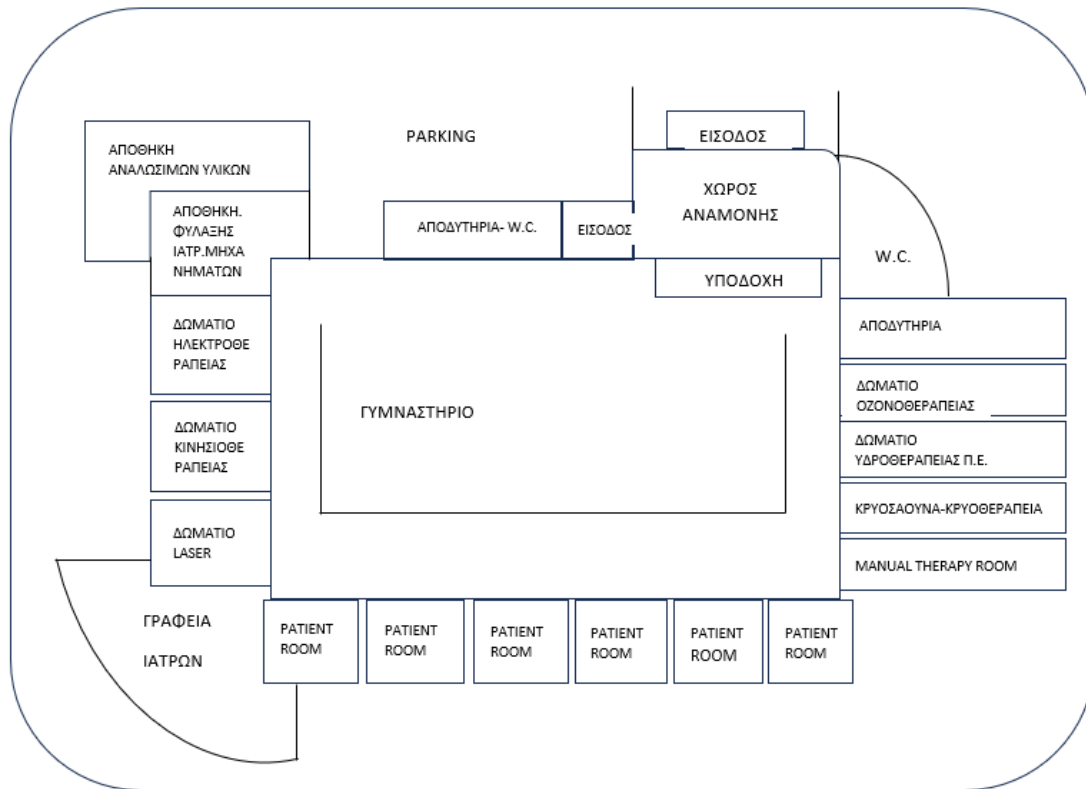 PARKING
ΕΙΣΟΔΟΣ
ΑΠΟΘΗΚΗ
ΑΝΑΛΩΣΙΜΩΝ ΥΛΙΚΩΝ
ΧΩΡΟΣ
ΑΝΑΜΟΝΗΣ
ΑΠΟΘΗΚΗ.
ΦΥΛΑΞΗΣ
ΙΑΤΡ.ΜΗΧΑ
ΝΗΜΑΤΩΝ
ΑΠΟΔΥΤΗΡΙΑ- W.C.
ΕΙΣΟΔΟΣ
W.C.
ΥΠΟΔΟΧΗ
ΔΩΜΑΤΙΟ
ΗΛΕΚΤΡΟΘΕ
ΡΑΠΕΙΑΣ
ΑΠΟΔΥΤΗΡΙΑ
ΓΥΜΝΑΣΤΗΡΙΟ
ΔΩΜΑΤΙΟ
ΟΖΟΝΟΘΕΡΑΠΕΙΑΣ
ΔΩΜΑΤΙΟ
ΚΙΝΗΣΙΟΘΕ
ΡΑΠΕΙΑΣ
ΔΩΜΑΤΙΟ
ΥΔΡΟΘΕΡΑΠΕΙΑΣ Π.Ε.
ΚΡΥΟΣΑΟΥΝΑ-ΚΡΥΟΘΕΡΑΠΕΙΑ
ΔΩΜΑΤΙΟ
LASER
MANUAL THERAPY ROOM
ΓΡΑΦΕΙΑ
ΙΑΤΡΩΝ
PATIENT
ROOM
PATIENT
ROOM
PATIENT
ROOM
PATIENT
ROOM
PATIENT
ROOM
PATIENT
ROOM